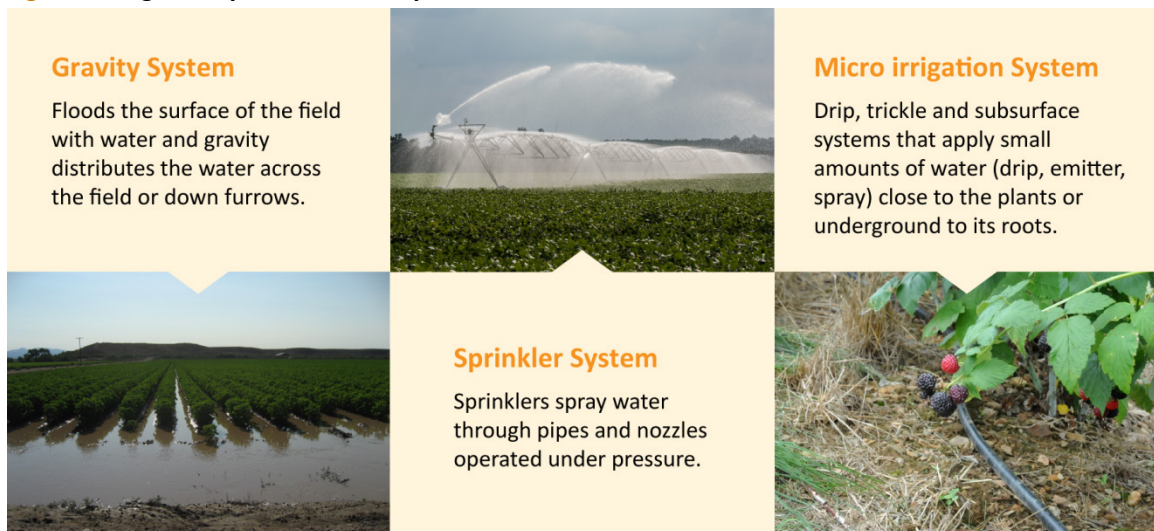 Gravity System
Floods the surface of the field
with water and gravity
distributes the water across
the field or down furrows.
Sprinkler System
Sprinklers spray water
through pipes and nozzles
operated under pressure.
Micro irrigation System
Drip, trickle and subsurface
systems that apply small
amounts of water (drip, emitter,
spray) close to the plants or
underground to its roots.